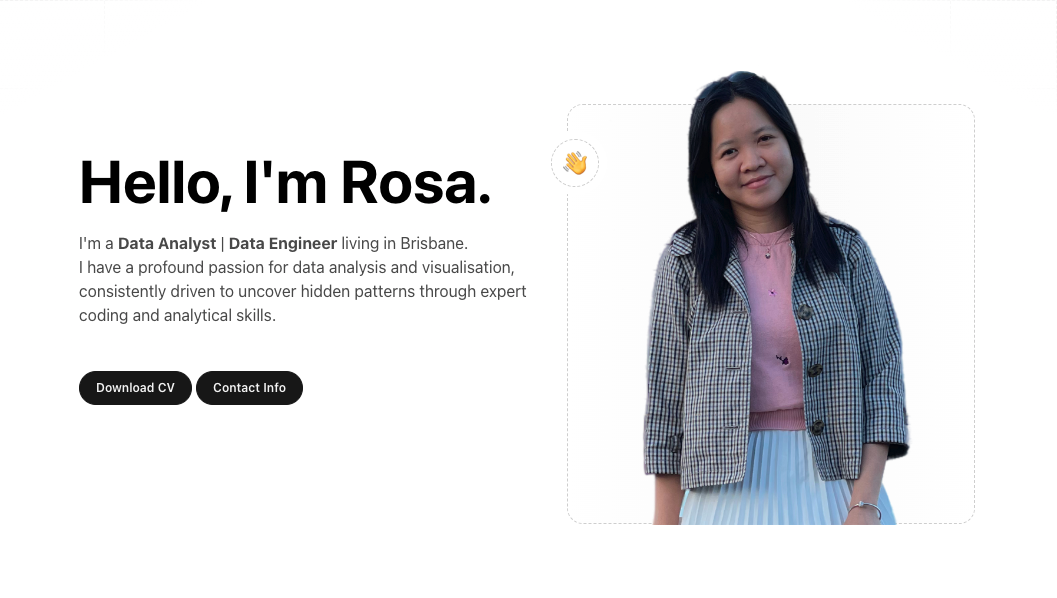 Hello, I'm Rosa.
I'm a Data Analyst | Data Engineer living in Brisbane.
I have a profound passion for data analysis and visualisation,
consistently driven to uncover hidden patterns through expert
coding and analytical skills.
Download CV
Contact Info